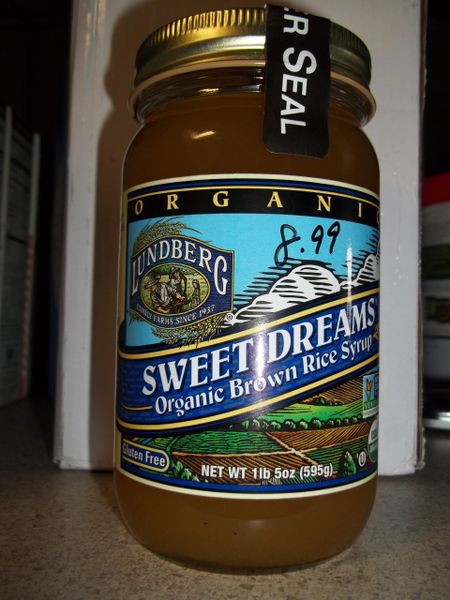 R SEAL
ORGANIC
8.99
LUNDBERG
FAMILY FARMS SINCE 1937
SWEET DREAMS
Organic Brown Rice Syrup
Gluten Free
NET WT 1lb 5oz (595g)
U